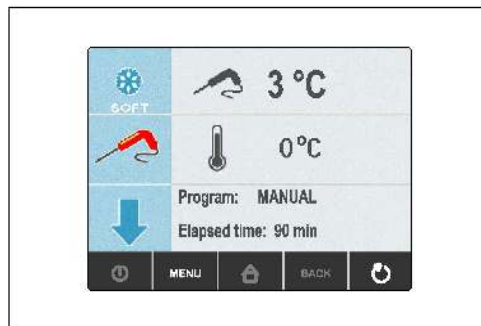 SOFT
3 °C
0°C
Program: MANUAL
Elapsed time: 90 min
MENU
BACK